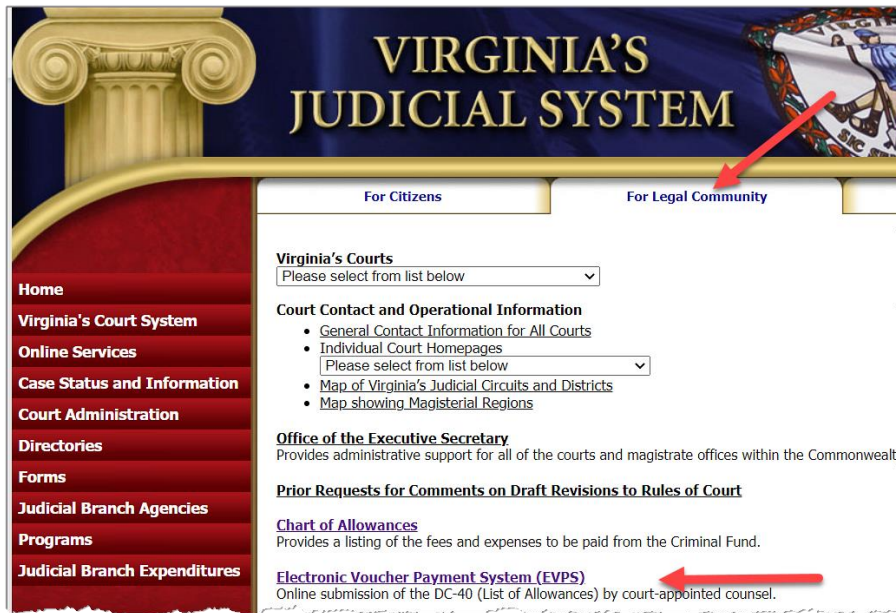 VIRGINIA'S
JUDICIAL SYSTEM
For Citizens
For Legal Community
Home
Virginia's Court System
Online Services
Case Status and Information
Court Administration
Directories
Forms
Judicial Branch Agencies
Programs
Judicial Branch Expenditures
Virginia's Courts
Please select from list below
Court Contact and Operational Information
• General Contact Information for All Courts
• Individual Court Homepages
Please select from list below
• Map of Virginia's Judicial Circuits and Districts
• Map showing Magisterial Regions
Office of the Executive Secretary
Provides administrative support for all of the courts and magistrate offices within the Commonwealt
Prior Requests for Comments on Draft Revisions to Rules of Court
Chart of Allowances
Provides a listing of the fees and expenses to be paid from the Criminal Fund.
Electronic Voucher Payment System (EVPS)
Online submission of the DC-40 (List of Allowances) by court-appointed counsel.